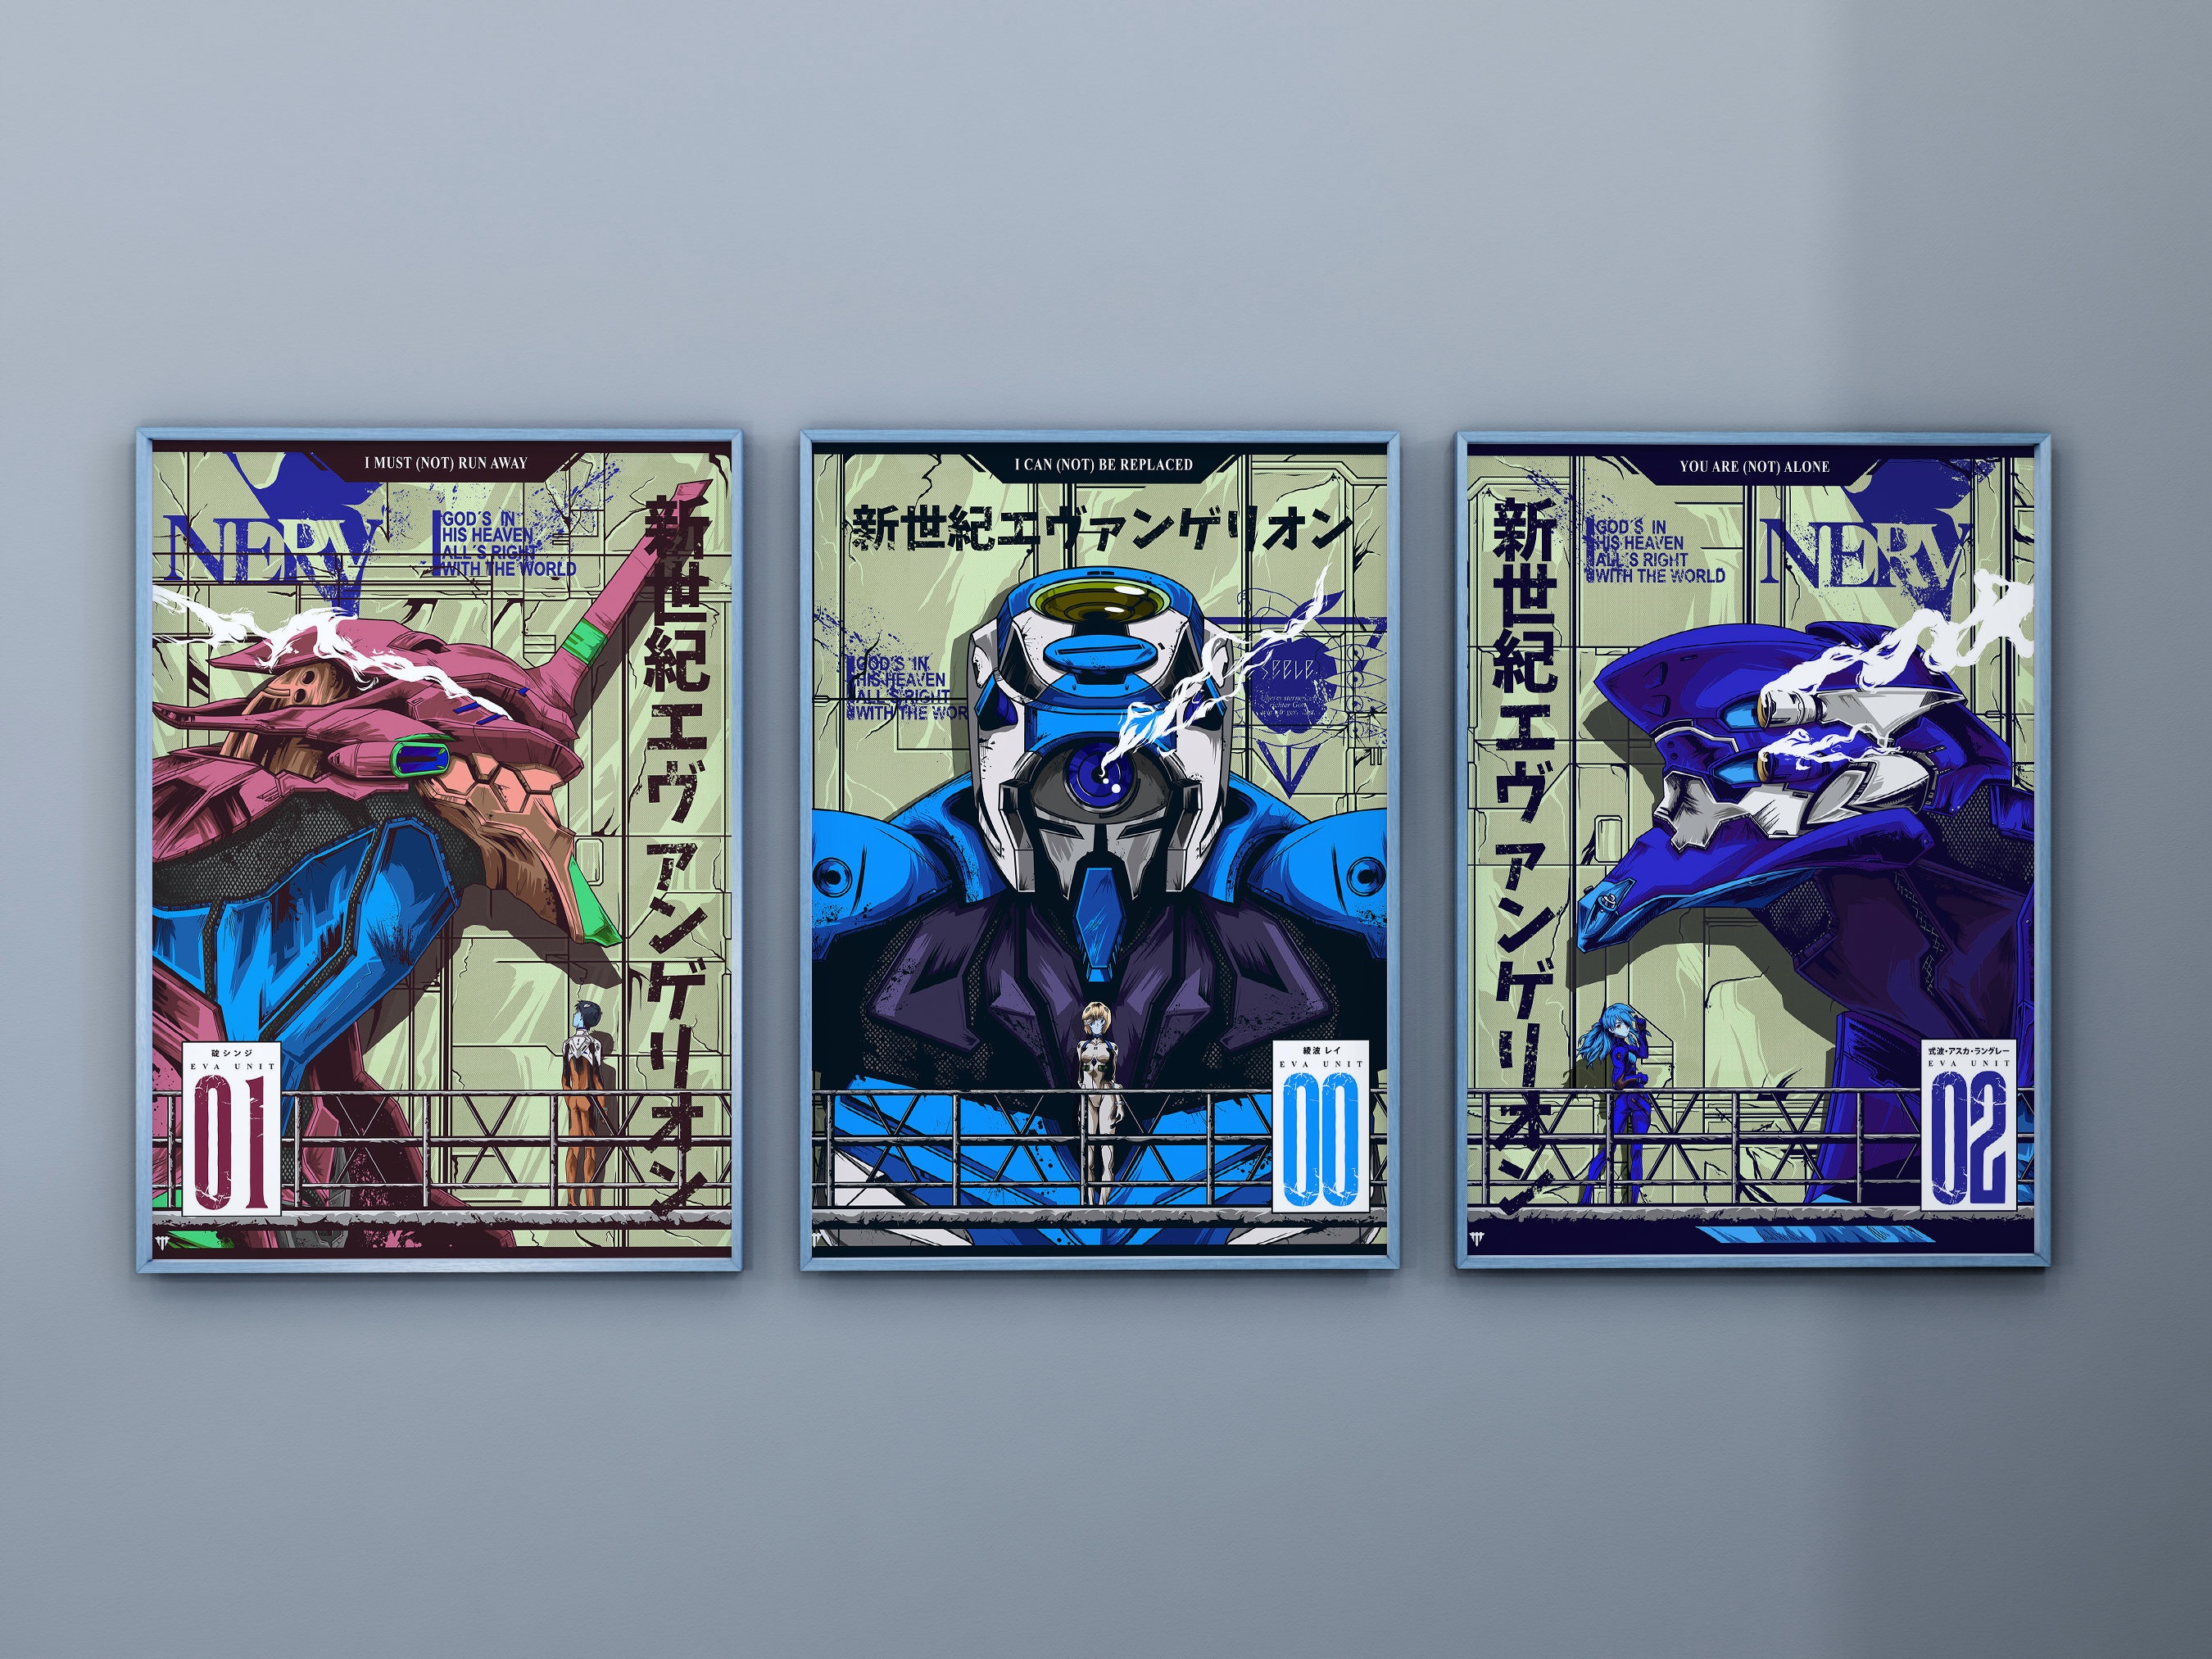 I MUST (NOT) RUN AWAY
NERV
GOD'S IN
HIS HEAVEN
ALL'S RIGHT
WITH THE WORLD
新世紀エヴァンゲリオン
碇シンジ
EVA UNIT
01
I CAN (NOT) BE REPLACED
新世紀エヴァンゲリオン
GOD'S IN
HIS HEAVEN
ALL'S RIGHT
WITH THE WOR
SEELE
綾波 レイ
EVA UNIT
00
YOU ARE (NOT) ALONE
新世紀エヴァンゲリオン
GOD'S IN
HIS HEAVEN
ALL'S RIGHT
WITH THE WORLD
NERV
式波・アスカ・ラングレー
EVA UNIT
02